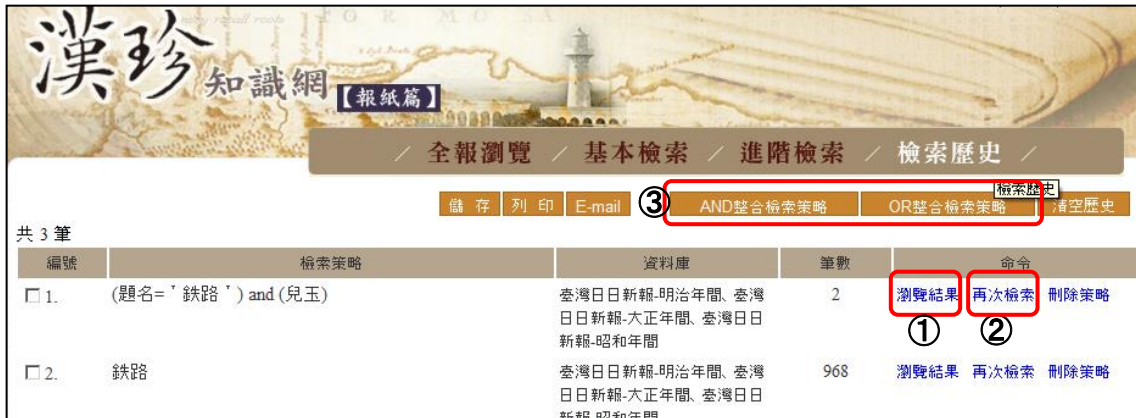 漢珍知識網【報紙篇】
F O R M O S A
/ 全報瀏覽 / 基本檢索 / 進階檢索 / 檢索歷史 /
儲 存 列 印 E-mail ③ AND整合檢索策略 OR整合檢索策略 清空歷史
檢索歷史
共 3 筆
編號 檢索策略 資料庫 筆數 命令
1. (題名=＇鉄路＇) and (兒玉) 臺灣日日新報-明治年間、臺灣 2 瀏覽結果 再次檢索 刪除策略
日日新報-大正年間、臺灣日日
新報-昭和年間
① ②
2. 鉄路 臺灣日日新報-明治年間、臺灣 968 瀏覽結果 再次檢索 刪除策略
日日新報-大正年間、臺灣日日
新報-昭和年間